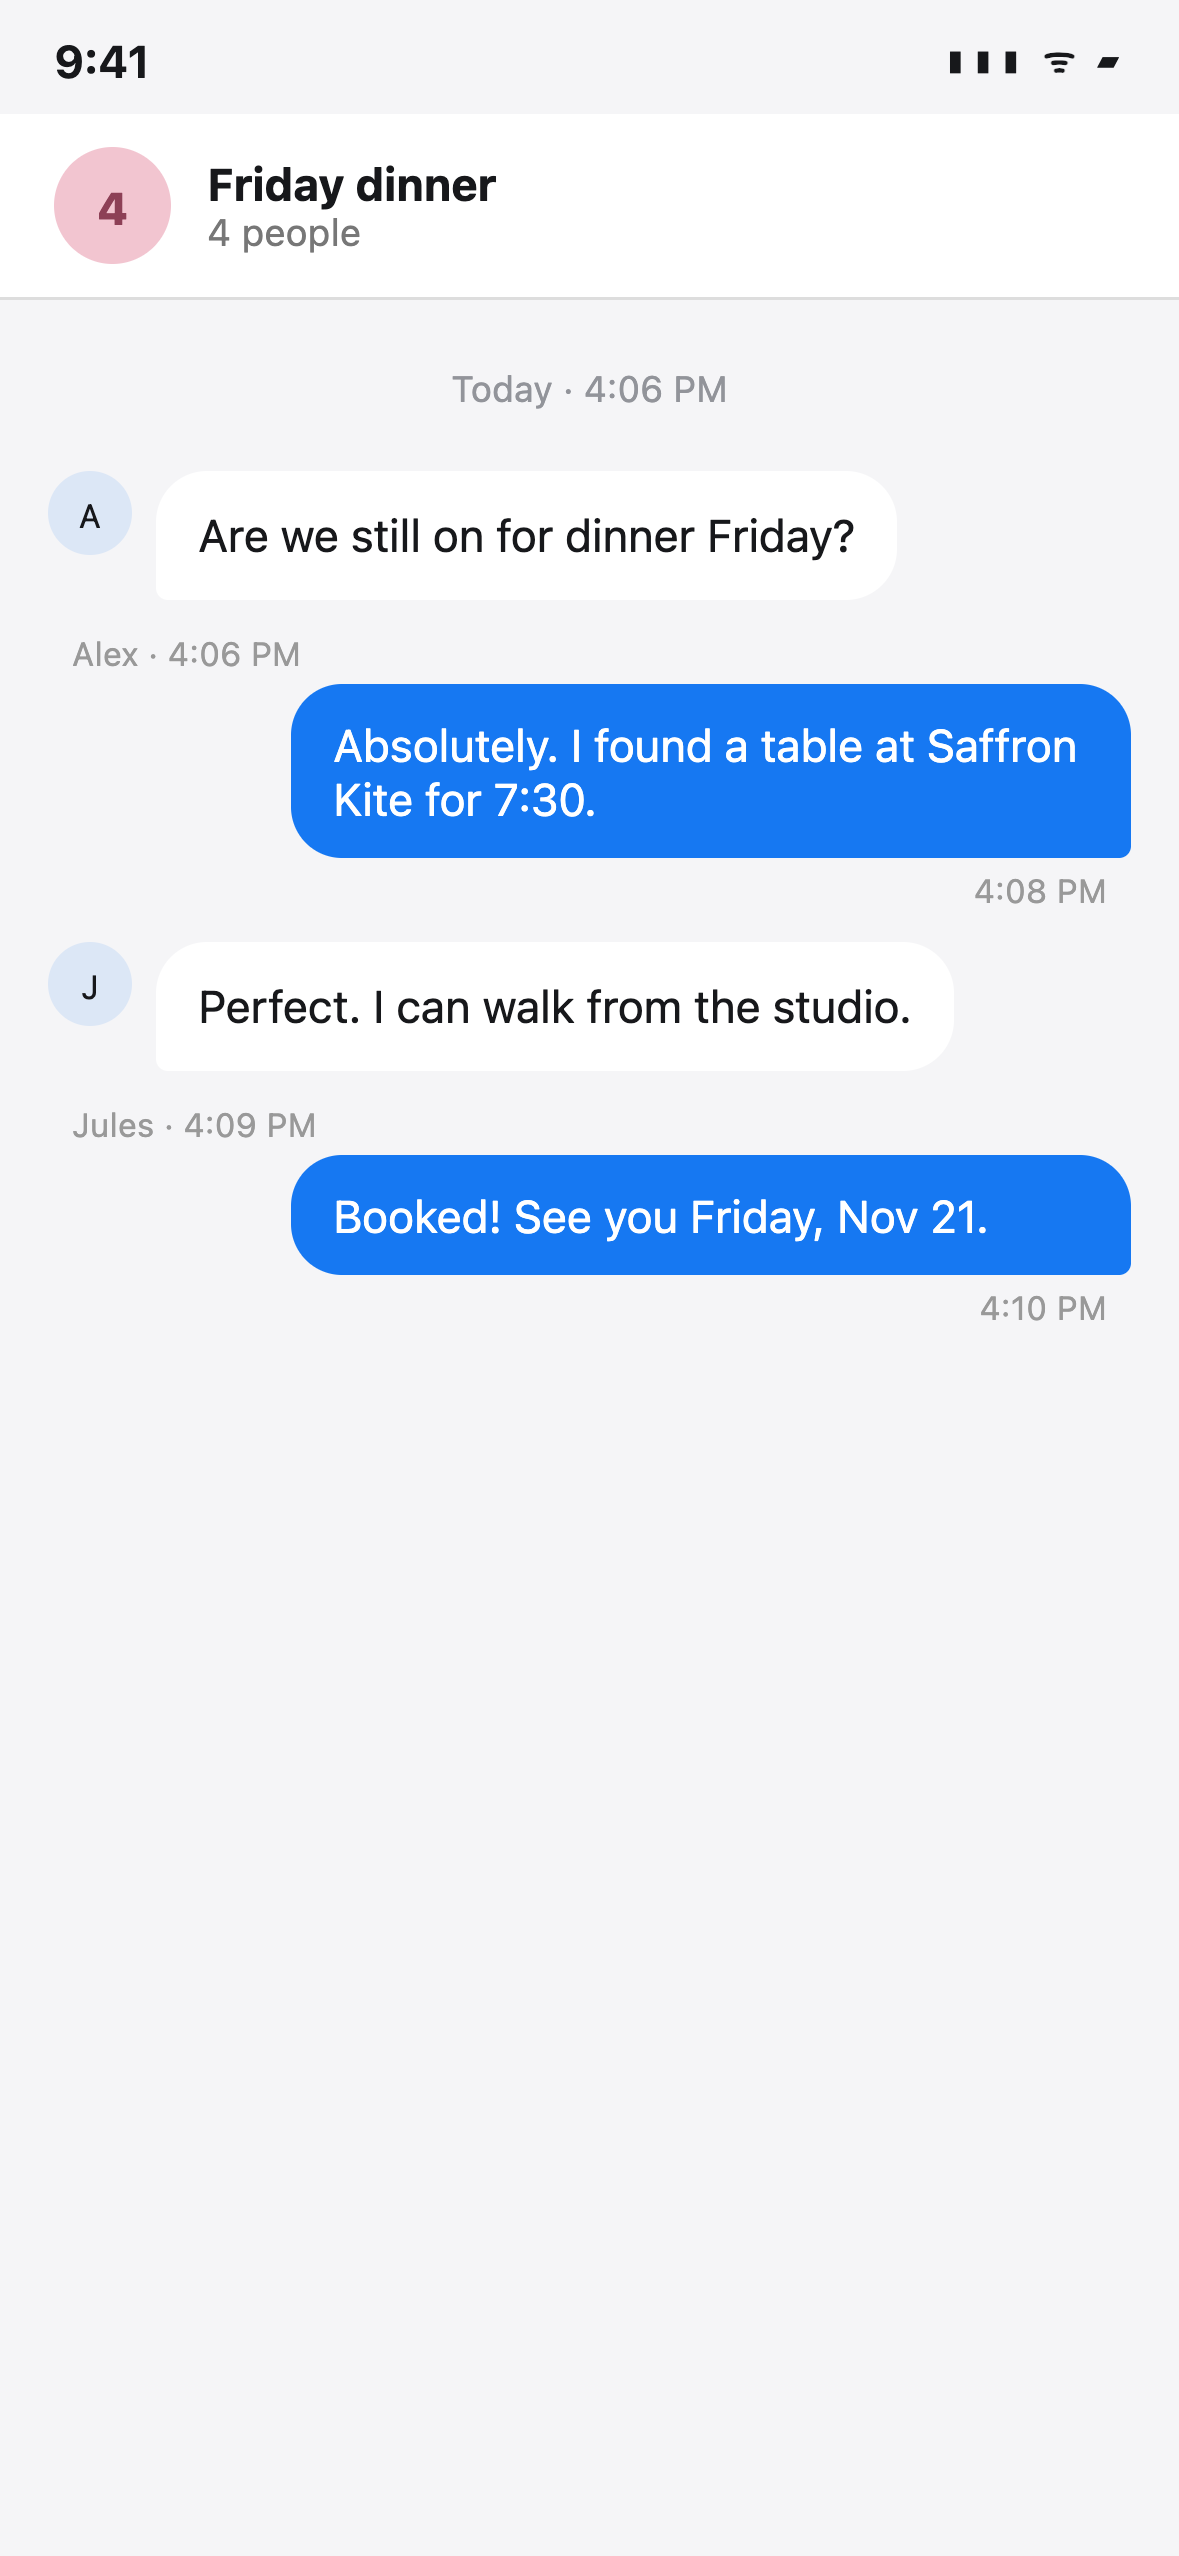 9:41
4
Friday dinner
4 people
Today · 4:06 PM
A
Are we still on for dinner Friday?
Alex · 4:06 PM
Absolutely. I found a table at Saffron
Kite for 7:30.
4:08 PM
J
Perfect. I can walk from the studio.
Jules · 4:09 PM
Booked! See you Friday, Nov 21.
4:10 PM